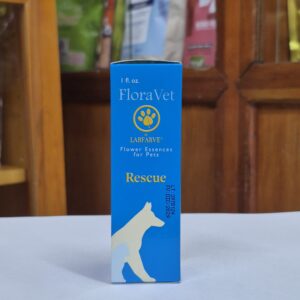 1 fl. oz.
FloraVet
LABFARVE®
Flower Essences
for Pets
Rescue